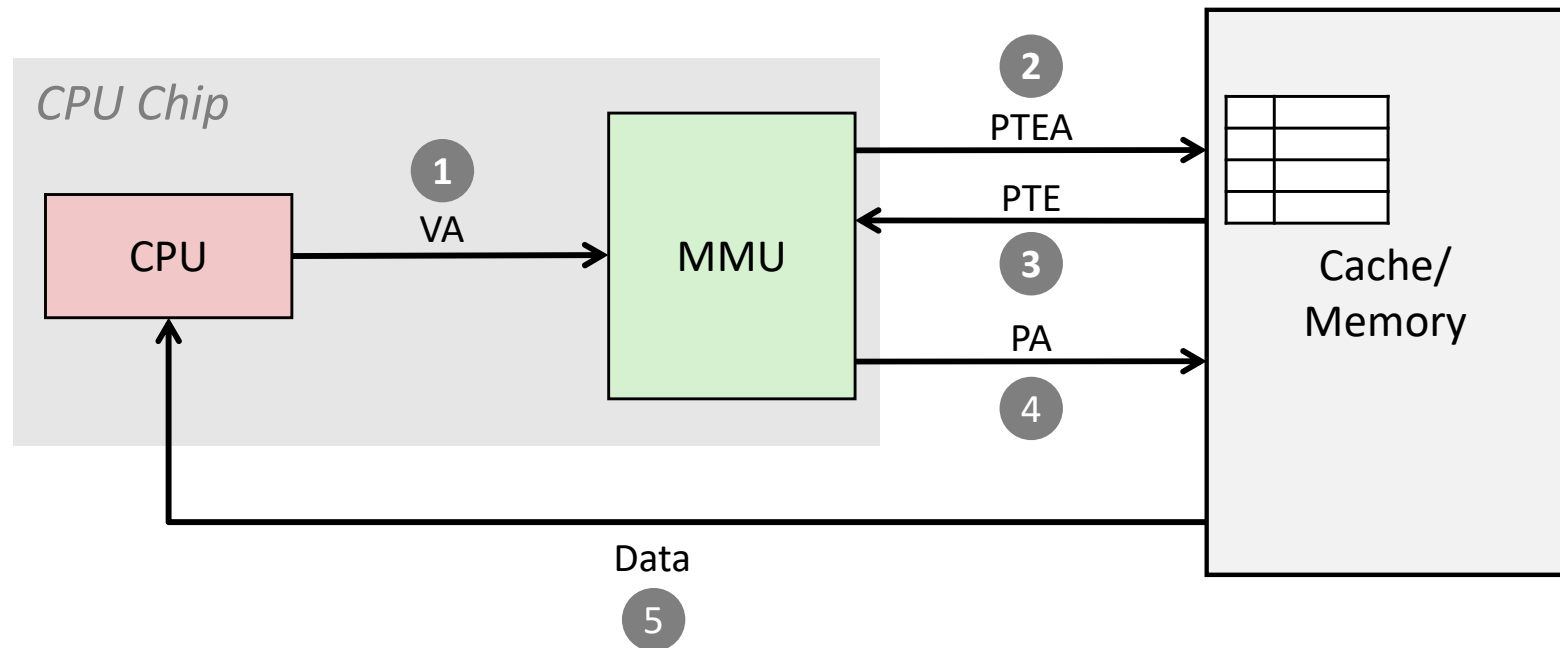 CPU Chip
2
PTEA
1
VA
PTE
CPU
MMU
3
Cache/
Memory
PA
4
Data
5